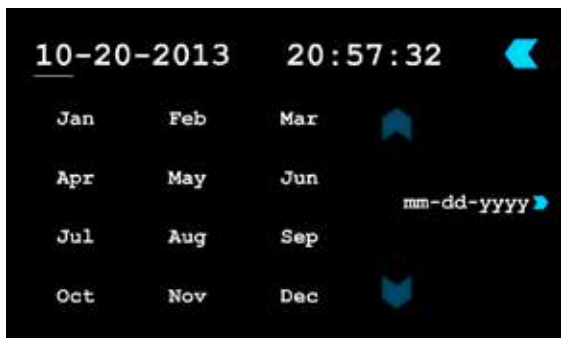 10-20-2013 20:57:32
Jan Feb Mar
Apr May Jun
mm-dd-yyyy
Jul Aug Sep
Oct Nov Dec